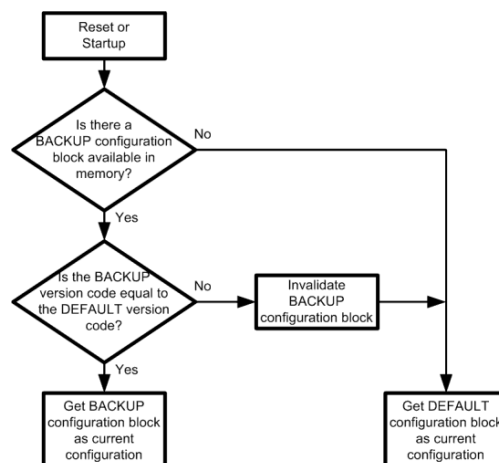 Reset or
Startup
Is there a
BACKUP configuration
block available in
memory?
No
Yes
Is the BACKUP
version code equal to
the DEFAULT version
code?
No
Invalidate
BACKUP
configuration block
Yes
Get BACKUP
configuration block
as current
configuration
Get DEFAULT
configuration block
as current
configuration